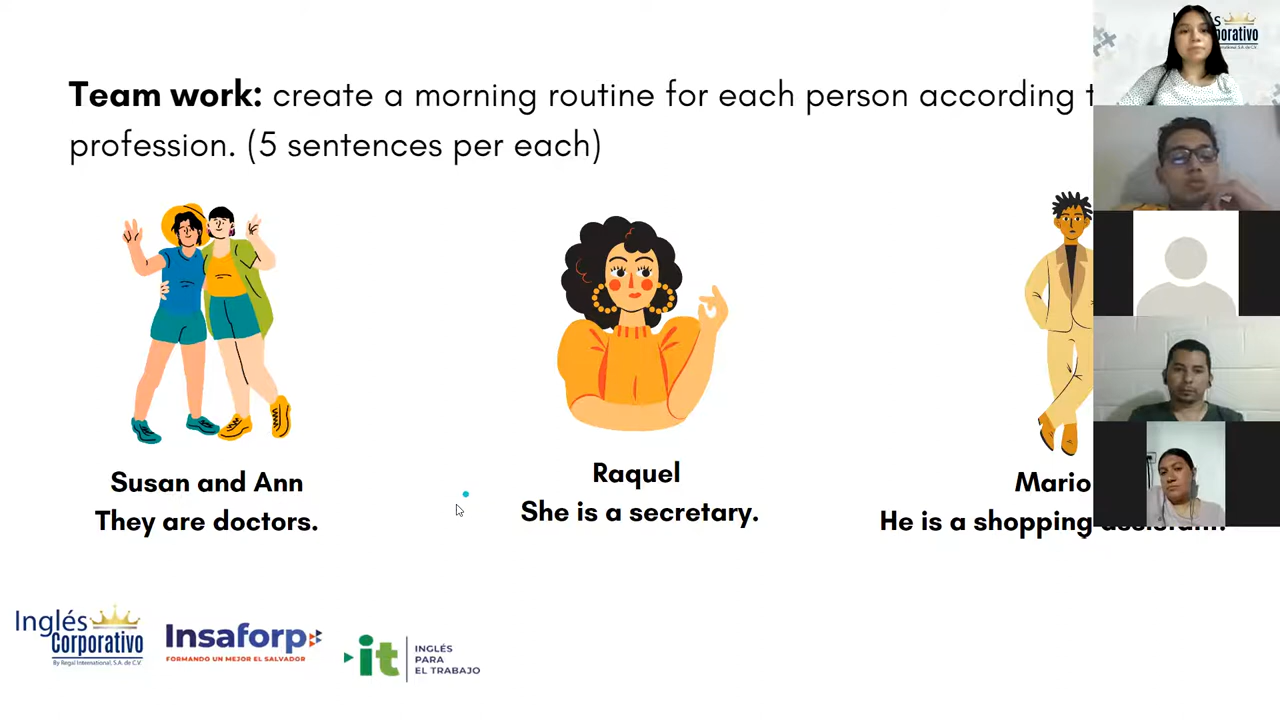 Team work: create a morning routine for each person according
profession. (5 sentences per each)
Susan and Ann
They are doctors.
Raquel
She is a secretary.
Mario
He is a shopping
Inglés
Corporativo
By Regal International, S.A. de C.V.
Insaforp
FORMANDO UN MEJOR EL SALVADOR
it
INGLÉS
PARA
EL TRABAJO